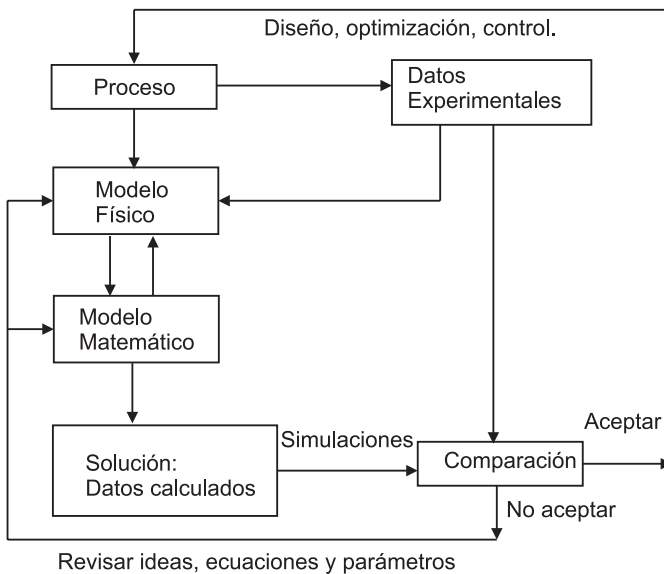 Diseño, optimización, control.
Proceso
Datos
Experimentales
Modelo
Físico
Modelo
Matemático
Solución:
Datos calculados
Simulaciones
Comparación
Aceptar
No aceptar
Revisar ideas, ecuaciones y parámetros